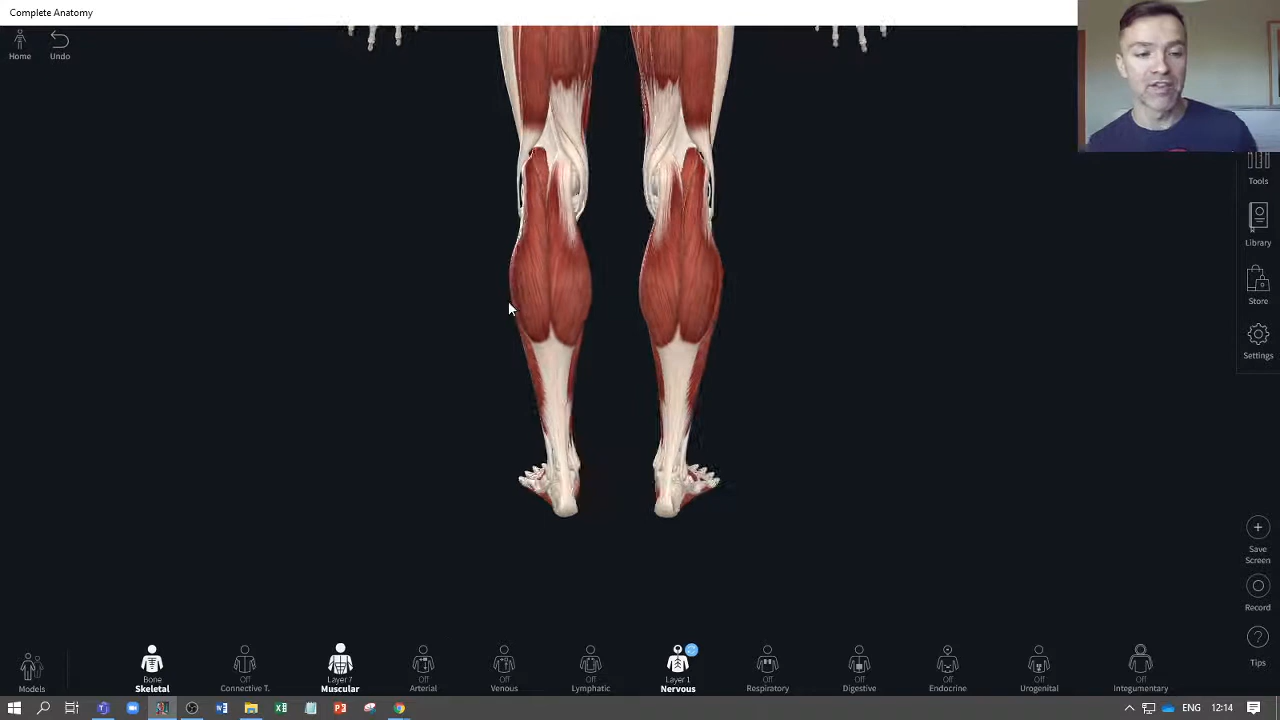 Complete Anatomy
Home
Undo
Tools
Library
Store
Settings
Save
Screen
Record
Tips
Models
Bone
Skeletal
Off
Connective T.
Layer 7
Muscular
Off
Arterial
Off
Venous
Off
Lymphatic
Layer 1
Nervous
Off
Respiratory
Off
Digestive
Off
Endocrine
Off
Urogenital
Off
Integumentary
ENG
12:14